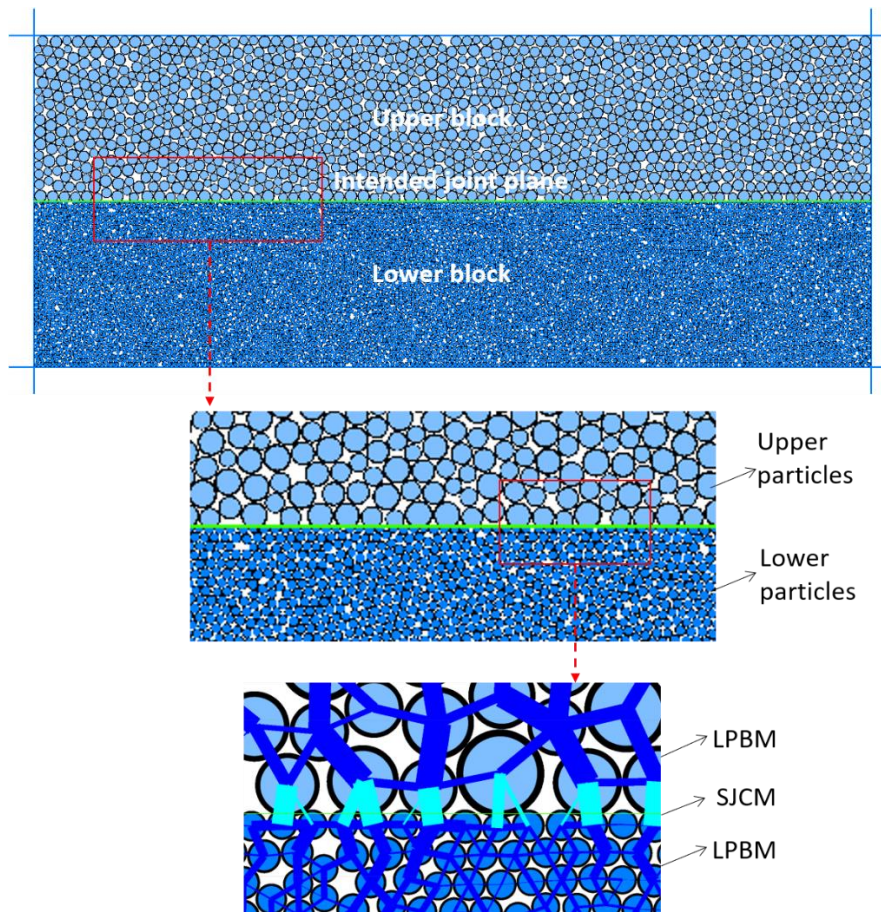 Upper block
Intended joint plane
Lower block
Upper
particles
Lower
particles
LPBM
SJCM
LPBM